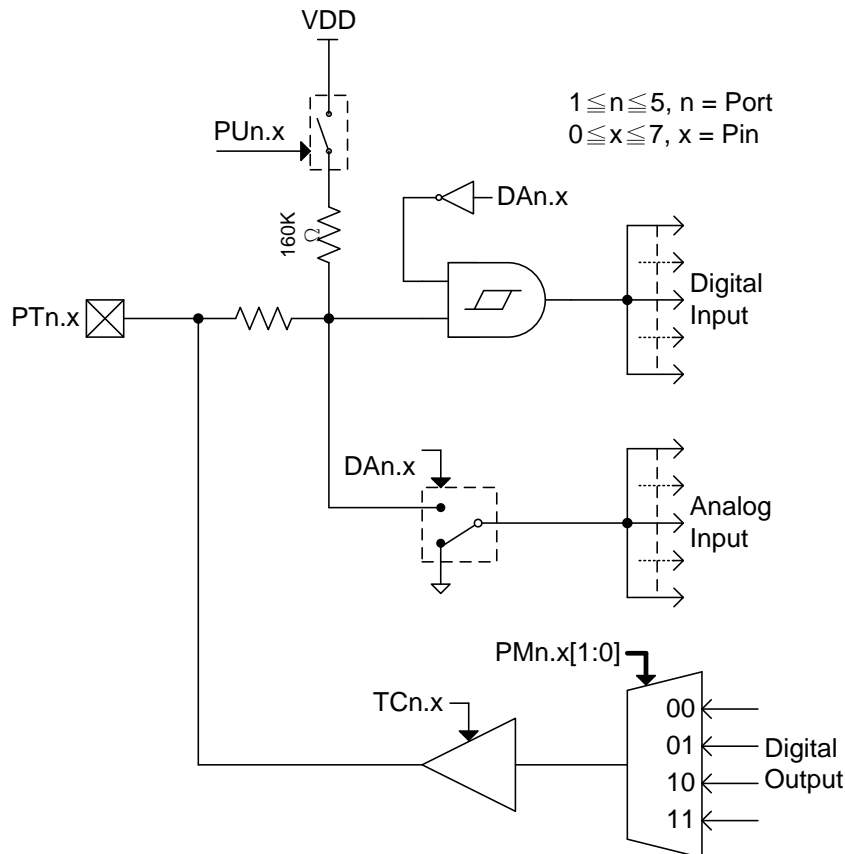 VDD
1≦n≦5, n = Port
0≦x≦7, x = Pin
PUn.x
160K
Ω
DAn.x
PTn.x
Digital
Input
DAn.x
Analog
Input
PMn.x[1:0]
TCn.x
00
01
10
11
Digital
Output